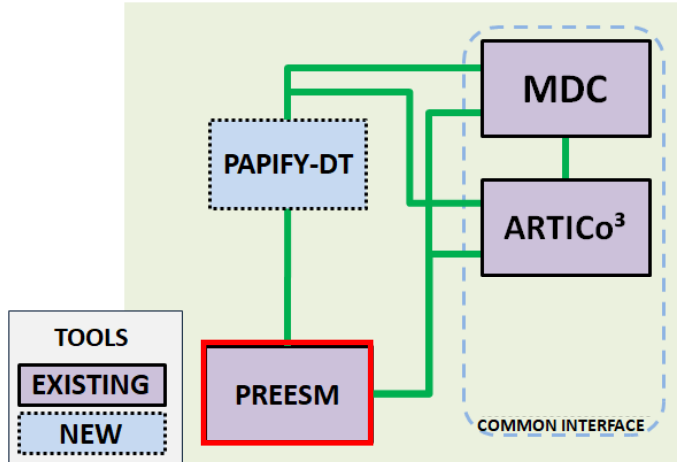 MDC
PAPIFY-DT
ARTICo³
TOOLS
EXISTING
NEW
PREESM
COMMON INTERFACE